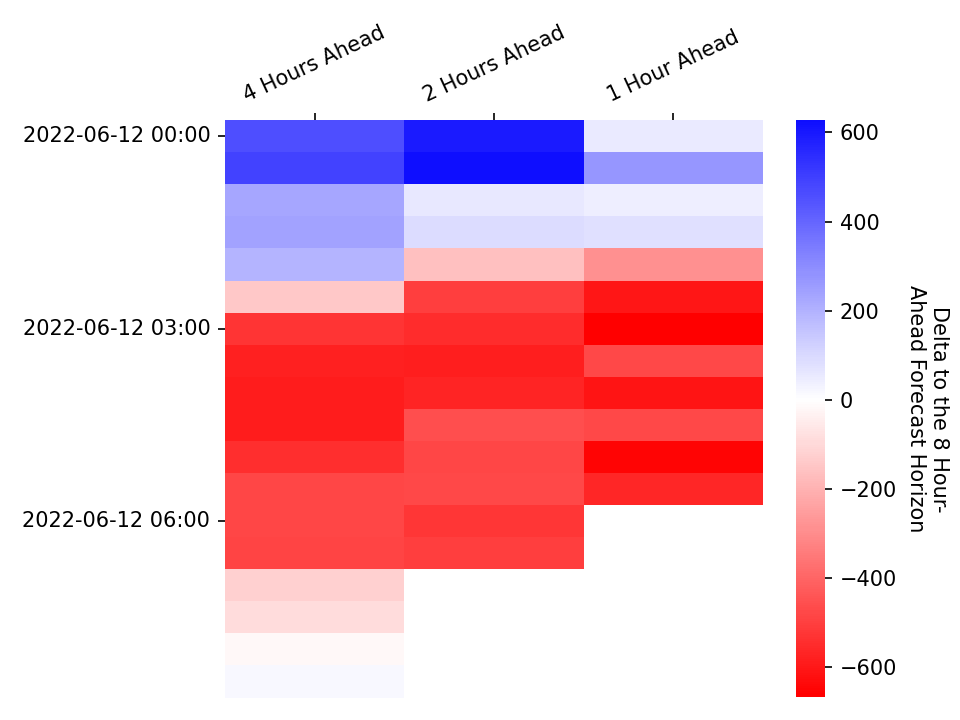 4 Hours Ahead
2 Hours Ahead
1 Hour Ahead
2022-06-12 00:00
2022-06-12 03:00
2022-06-12 06:00
600
400
200
0
−200
−400
−600
Delta to the 8 Hour-
Ahead Forecast Horizon